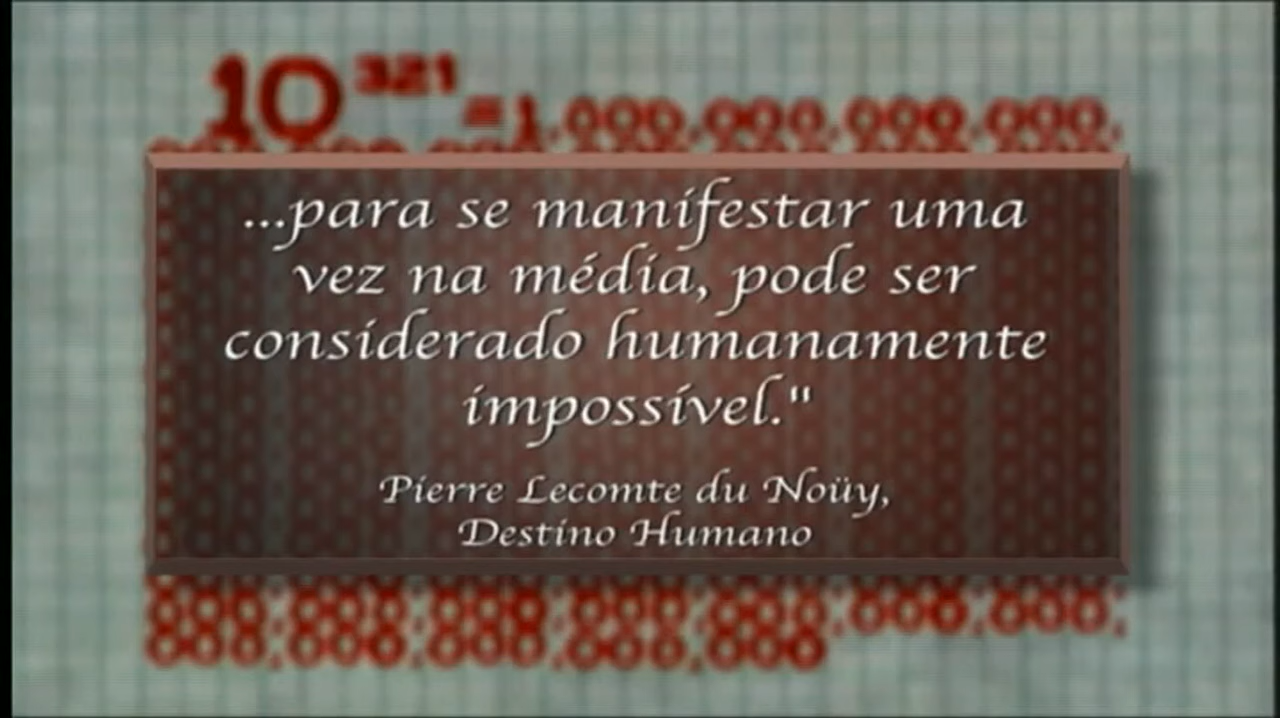 10³²¹=1.000.000.000.000.000.
...para se manifestar uma
vez na média, pode ser
considerado humanamente
impossível."
Pierre Lecomte du Noüy,
Destino Humano